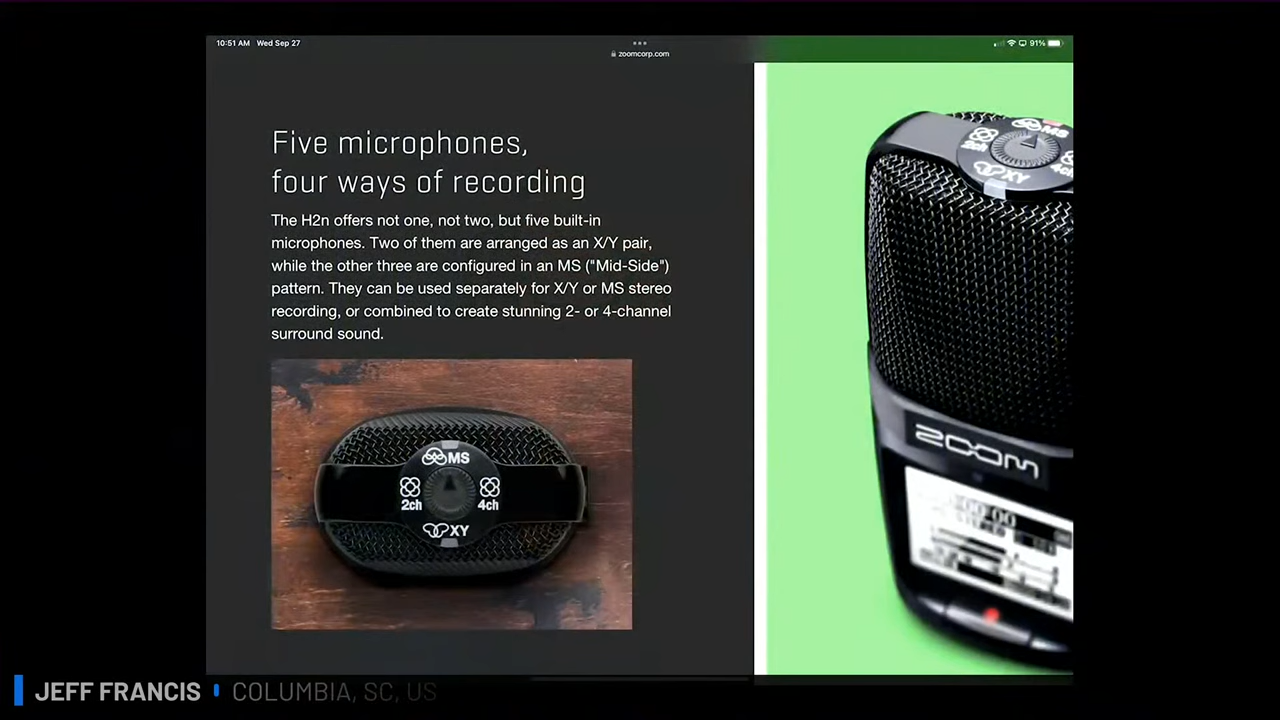 10:51 AM Wed Sep 27
zoomcorp.com
91%
Five microphones,
four ways of recording
The H2n offers not one, not two, but five built-in
microphones. Two of them are arranged as an X/Y pair,
while the other three are configured in an MS ("Mid-Side")
pattern. They can be used separately for X/Y or MS stereo
recording, or combined to create stunning 2- or 4-channel
surround sound.
MS
2ch
4ch
XY
MS
2ch
4c
XY
zoom
JEFF FRANCIS
COLUMBIA, SC, US